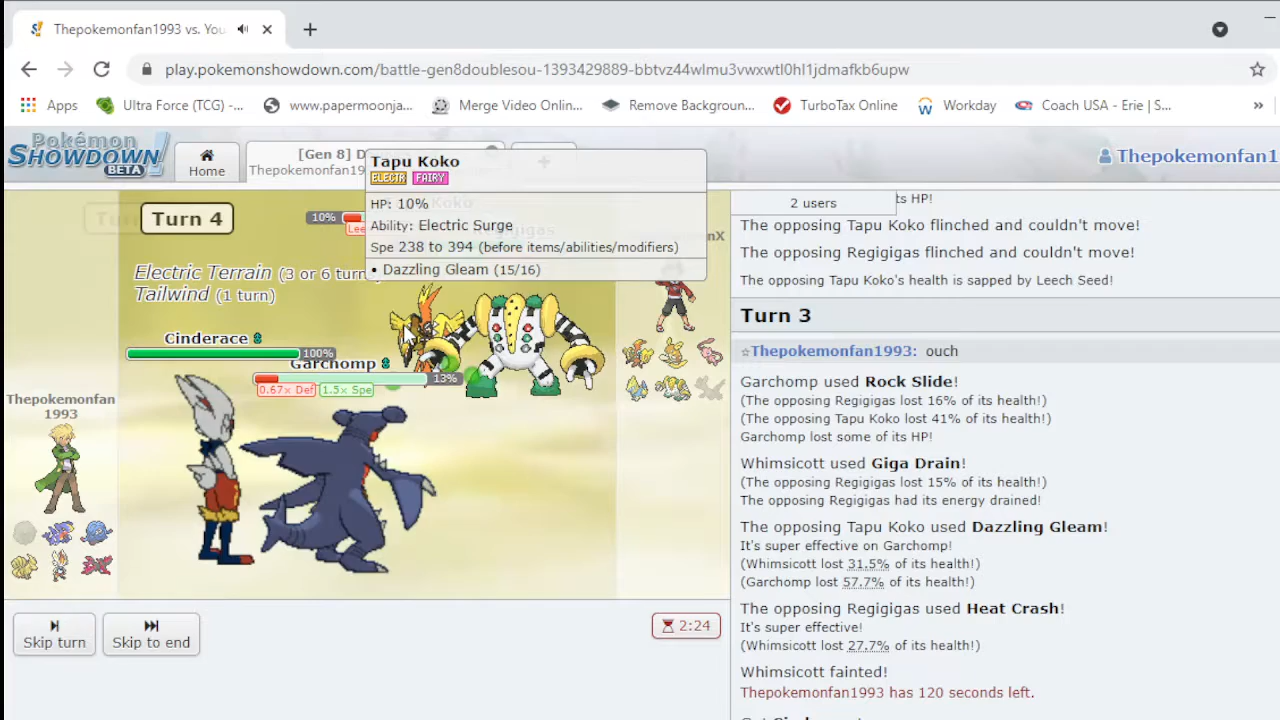 Thepokemonfan1993 vs. You
play.pokemonshowdown.com/battle-gen8doublesou-1393429889-bbtvz44wlmu3vwxwtl0hl1jdmafkb6upw
Apps
Ultra Force (TCG) -...
www.papermoonja...
Merge Video Onlin...
Remove Backgroun...
TurboTax Online
Workday
Coach USA - Erie | S...
»
Pokémon
SHOWDOWN!
BETA
Home
[Gen 8] D
Thepokemonfan19
Thepokemonfan1
Tapu Koko
ELECTR FAIRY
HP: 10%
Ability: Electric Surge
Spe 238 to 394 (before items/abilities/modifiers)
• Dazzling Gleam (15/16)
Turn 4
10%
Lee
Electric Terrain (3 or 6 turn
Tailwind (1 turn)
Cinderace
100%
Garchomp
13%
0.67× Def 1.5× Spe
Thepokemonfan
1993
nX
Skip turn
Skip to end
2:24
2 users
ts HP!
The opposing Tapu Koko flinched and couldn't move!
The opposing Regigigas flinched and couldn't move!
The opposing Tapu Koko's health is sapped by Leech Seed!
Turn 3
☆Thepokemonfan1993: ouch
Garchomp used Rock Slide!
(The opposing Regigigas lost 16% of its health!)
(The opposing Tapu Koko lost 41% of its health!)
Garchomp lost some of its HP!
Whimsicott used Giga Drain!
(The opposing Regigigas lost 15% of its health!)
The opposing Regigigas had its energy drained!
The opposing Tapu Koko used Dazzling Gleam!
It's super effective on Garchomp!
(Whimsicott lost 31.5% of its health!)
(Garchomp lost 57.7% of its health!)
The opposing Regigigas used Heat Crash!
It's super effective!
(Whimsicott lost 27.7% of its health!)
Whimsicott fainted!
Thepokemonfan1993 has 120 seconds left.